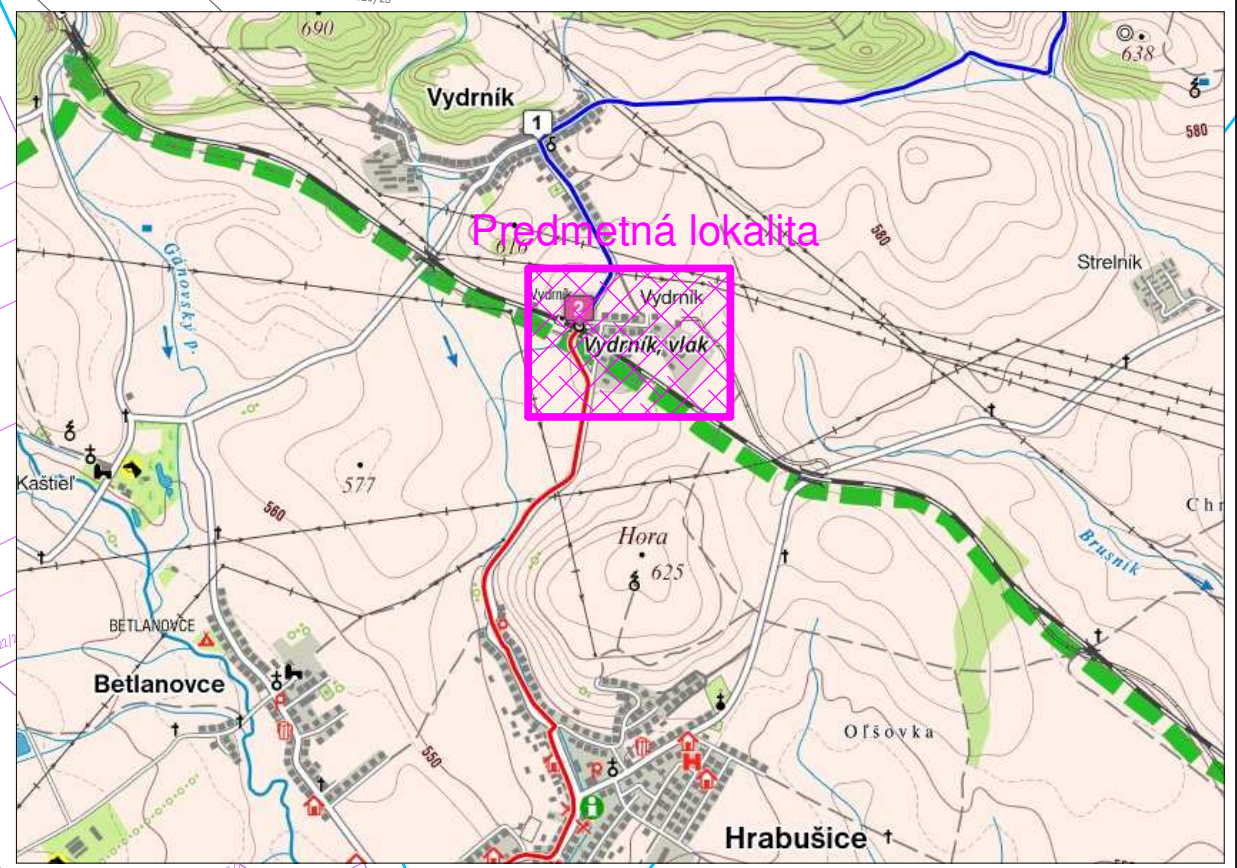 690
638
Vydrník
1
580
Predmetná lokalita
616
580
Gánovský p.
Strelník
Vydrník
2
Vydrník
Vydrník, vlak
Kaštieľ
577
560
Chr
Hora
625
Brusník
BETLANOVCE
Betlanovce
Oľšovka
550
Hrabušice